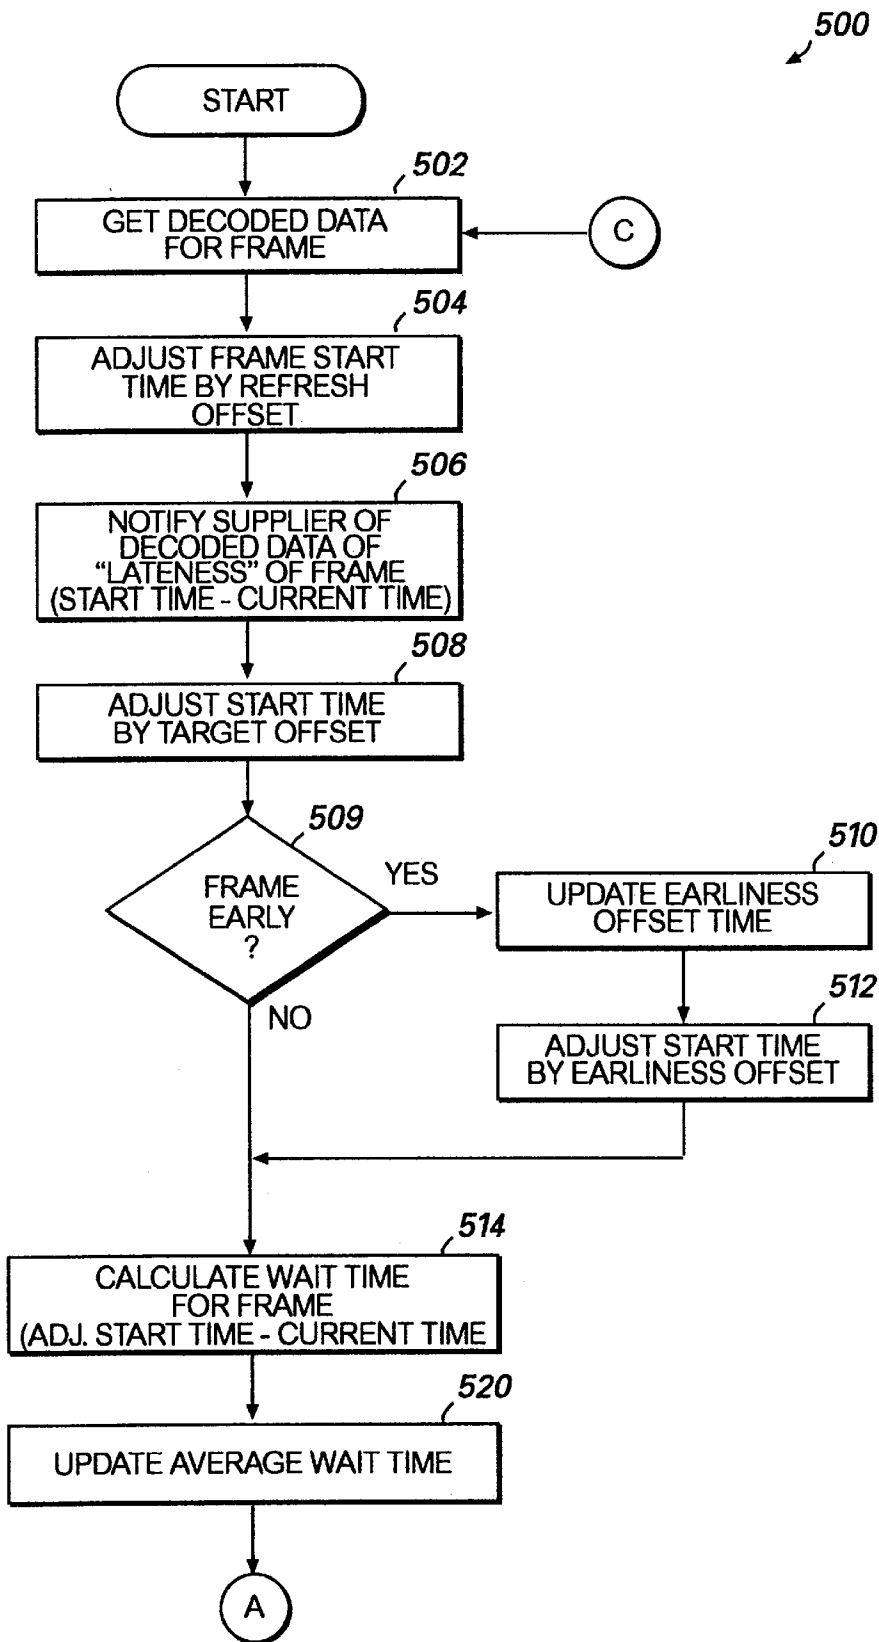 500
START
502
GET DECODED DATA
FOR FRAME
C
504
ADJUST FRAME START
TIME BY REFRESH
OFFSET
506
NOTIFY SUPPLIER OF
DECODED DATA OF
“LATENESS” OF FRAME
(START TIME - CURRENT TIME)
508
ADJUST START TIME
BY TARGET OFFSET
509
FRAME
EARLY
?
YES
NO
510
UPDATE EARLINESS
OFFSET TIME
512
ADJUST START TIME
BY EARLINESS OFFSET
514
CALCULATE WAIT TIME
FOR FRAME
(ADJ. START TIME - CURRENT TIME
520
UPDATE AVERAGE WAIT TIME
A